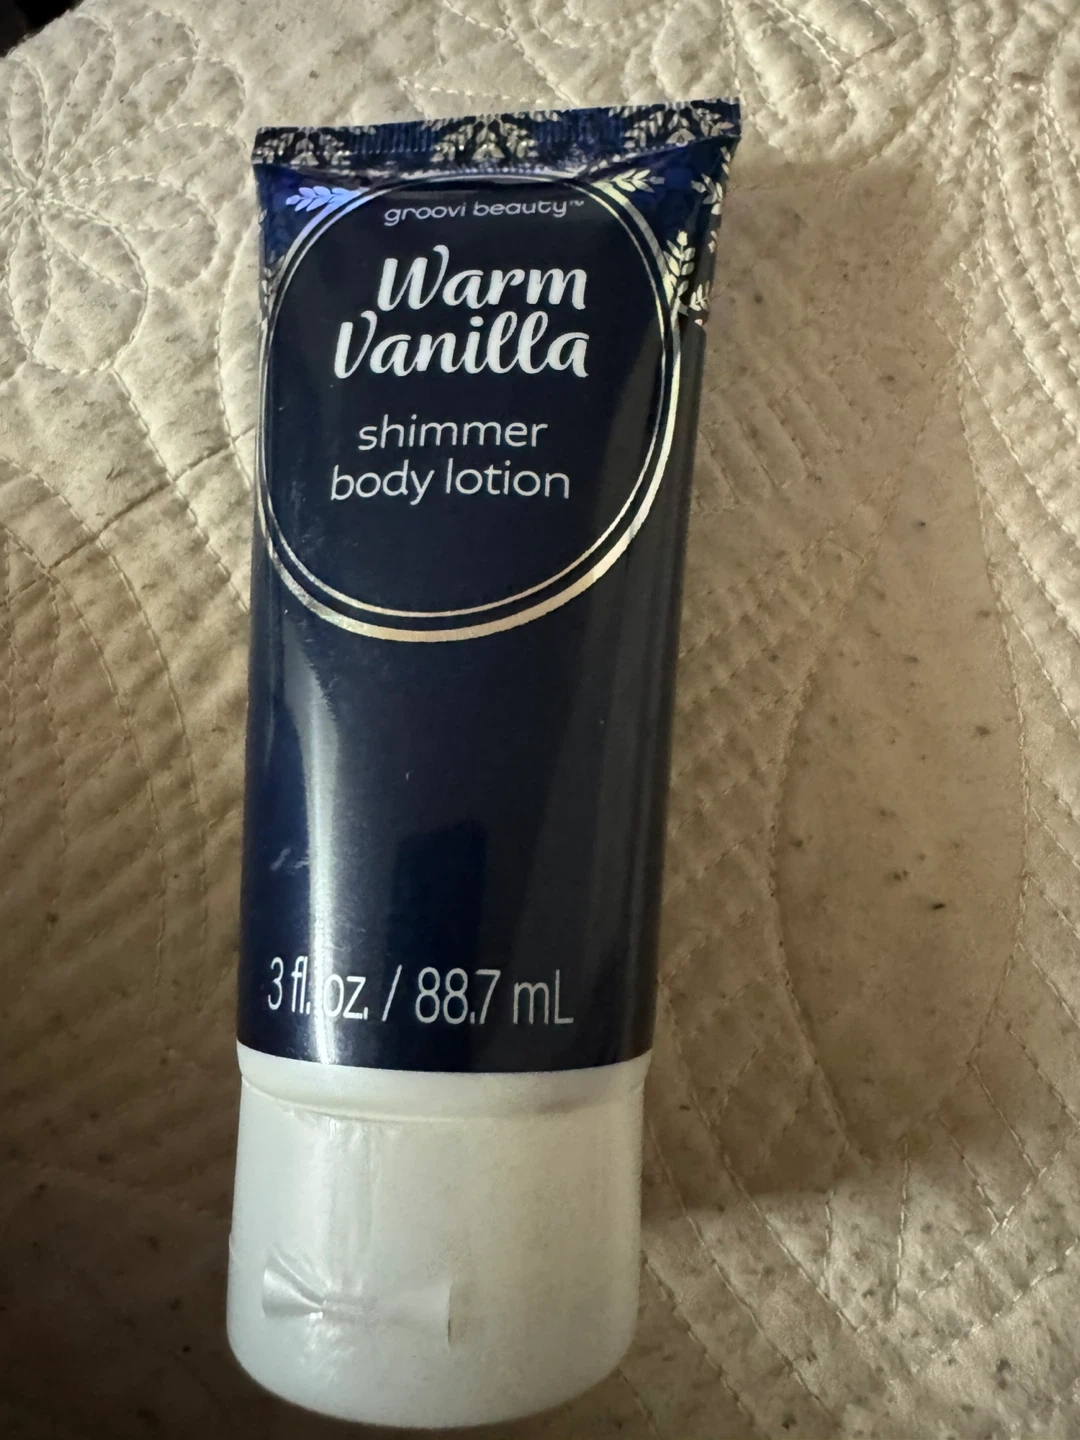 groovi beauty™
Warm
Vanilla
shimmer
body lotion
3 fl. oz. / 88.7 mL